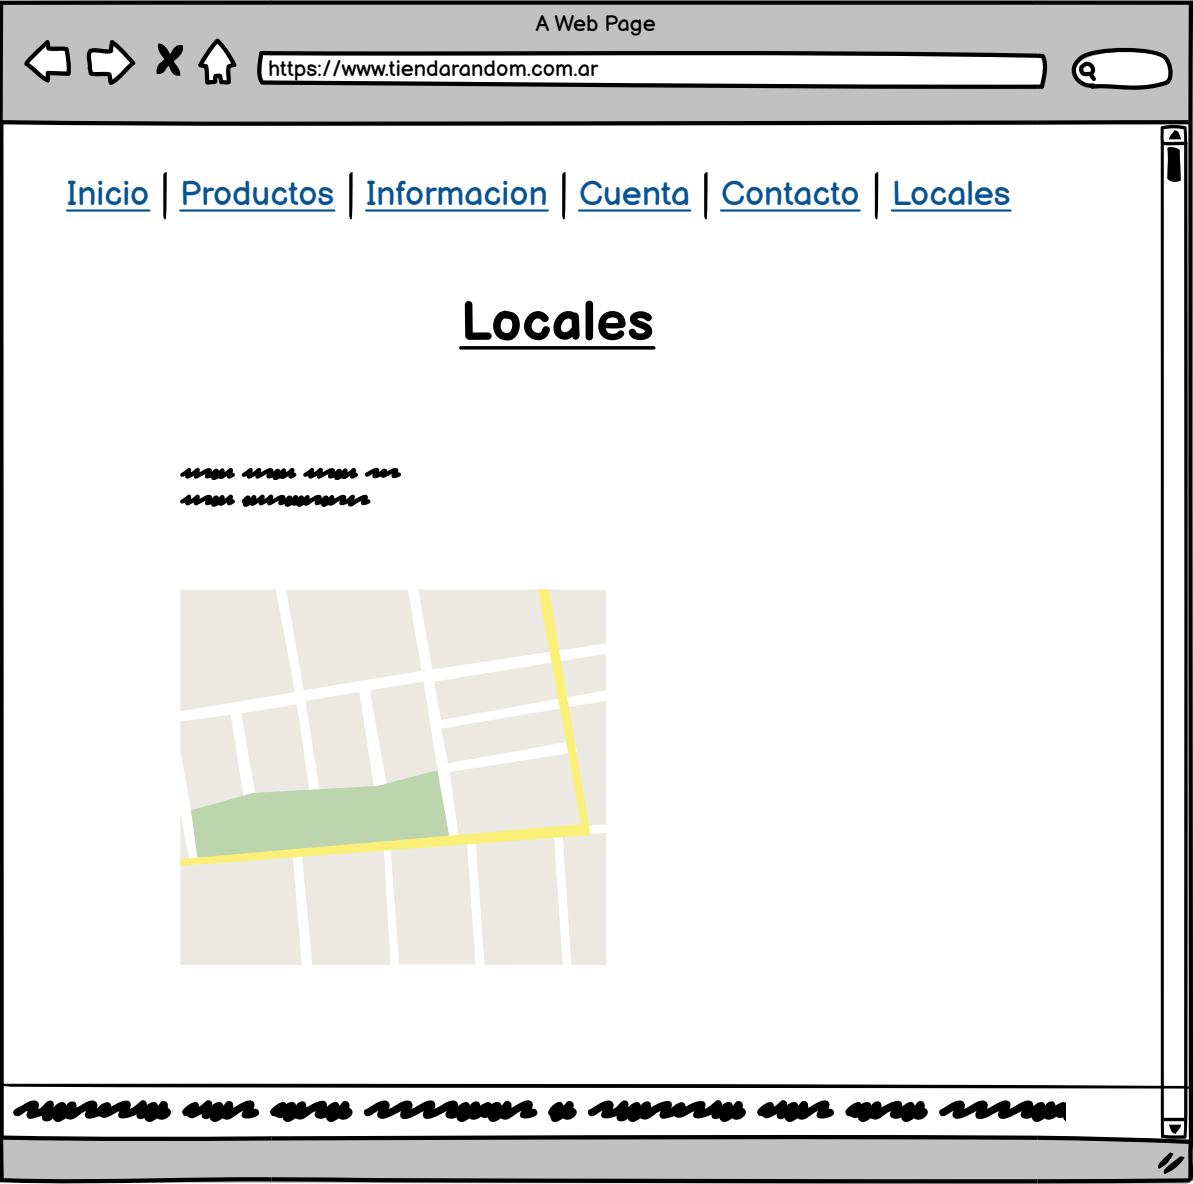 A Web Page
https://www.tiendarandom.com.ar
Inicio | Productos | Informacion | Cuenta | Contacto | Locales
Locales